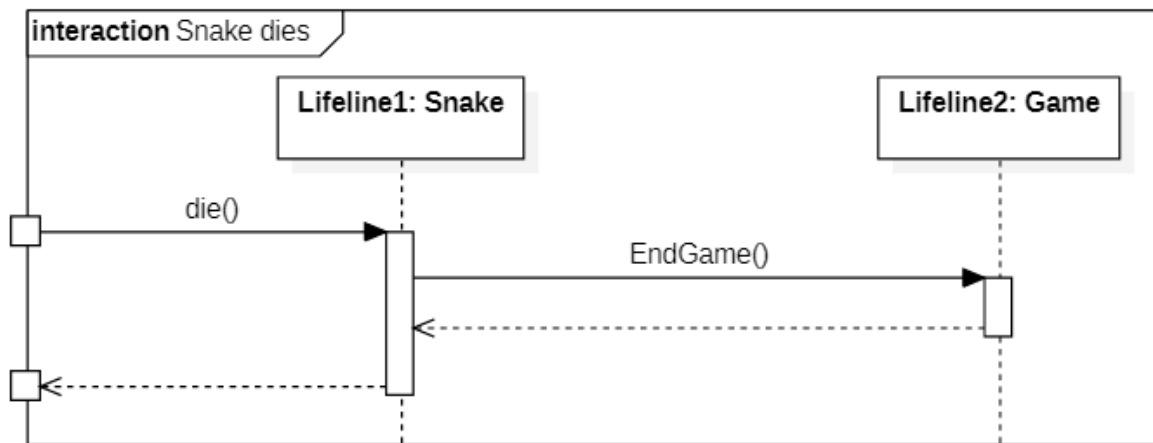 interaction Snake dies
Lifeline1: Snake
Lifeline2: Game
die()
EndGame()